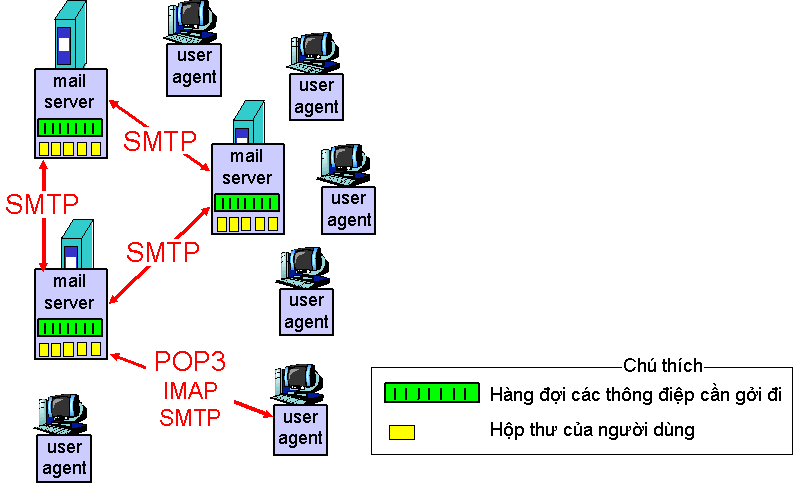 user
agent
mail
server
user
agent
SMTP
mail
server
user
agent
SMTP
SMTP
mail
server
user
agent
POP3
IMAP
SMTP
user
agent
user
agent
Chú thích
Hàng đợi các thông điệp cần gởi đi
Hộp thư của người dùng